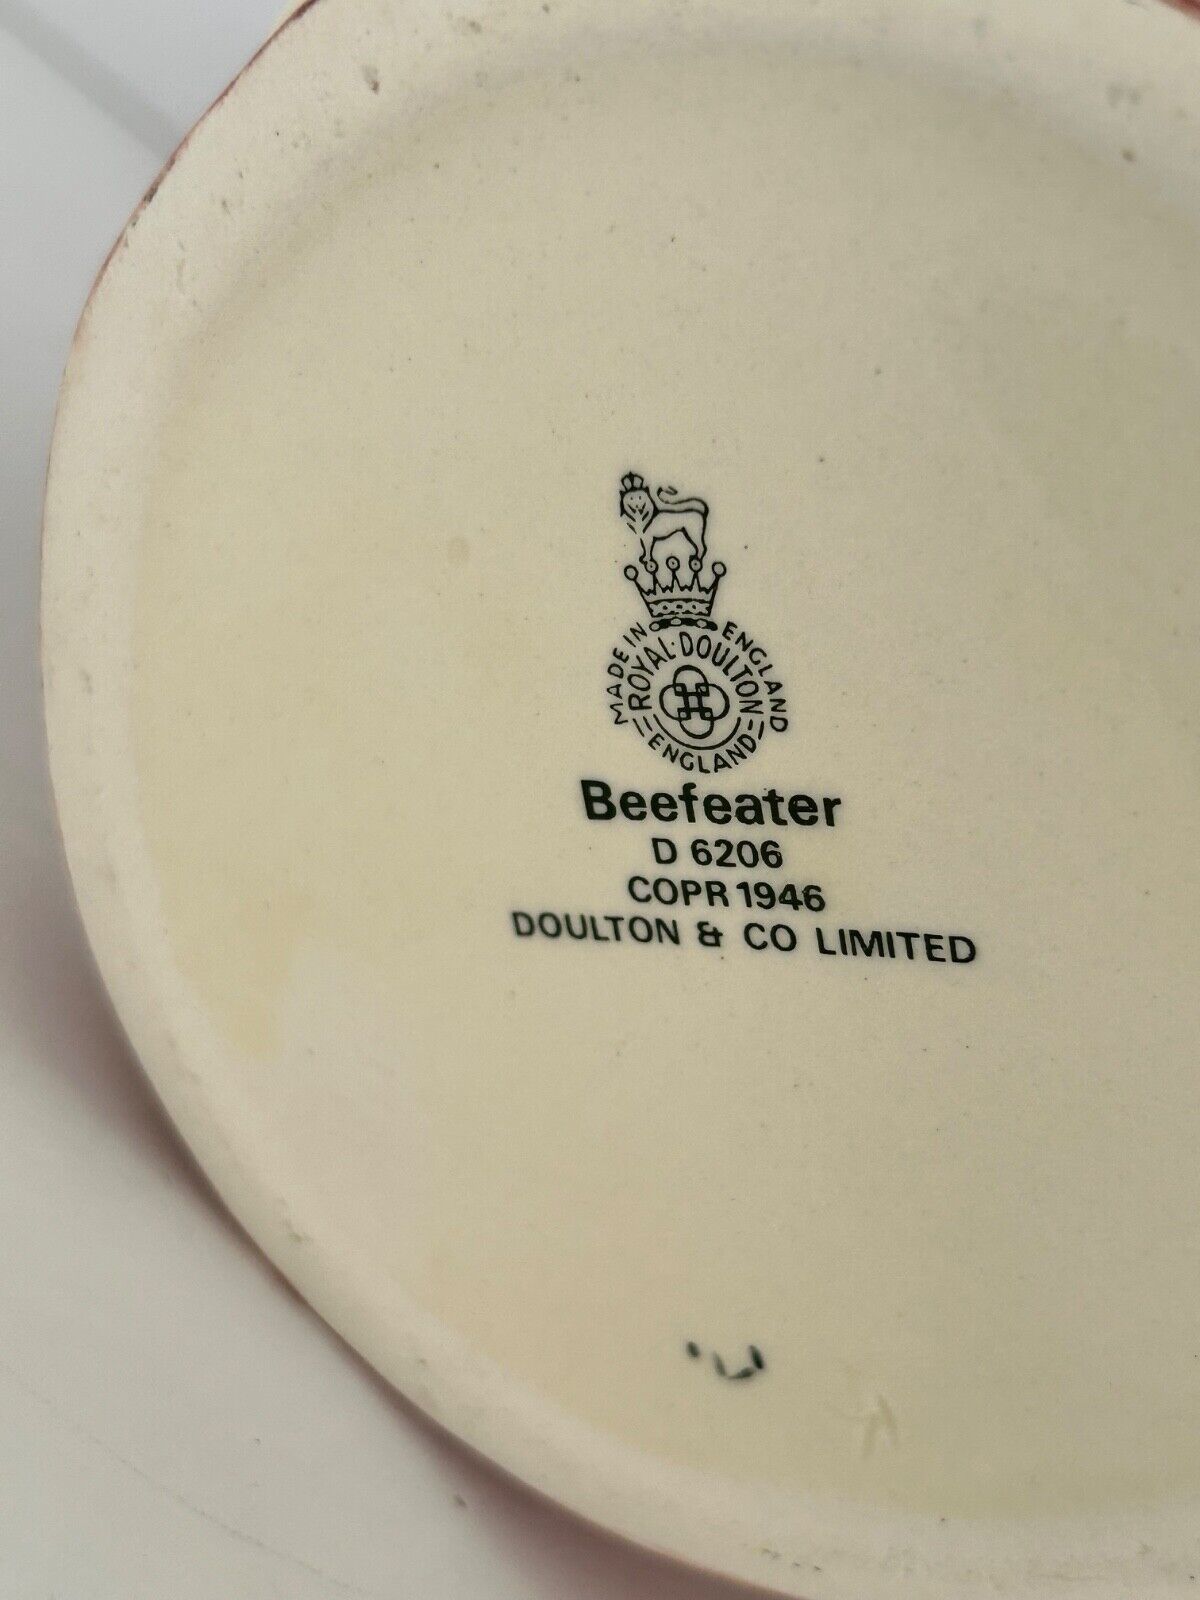 MADE IN ENGLAND
ROYAL·DOULTON
ENGLAND
Beefeater
D 6206
COPR 1946
DOULTON & CO LIMITED